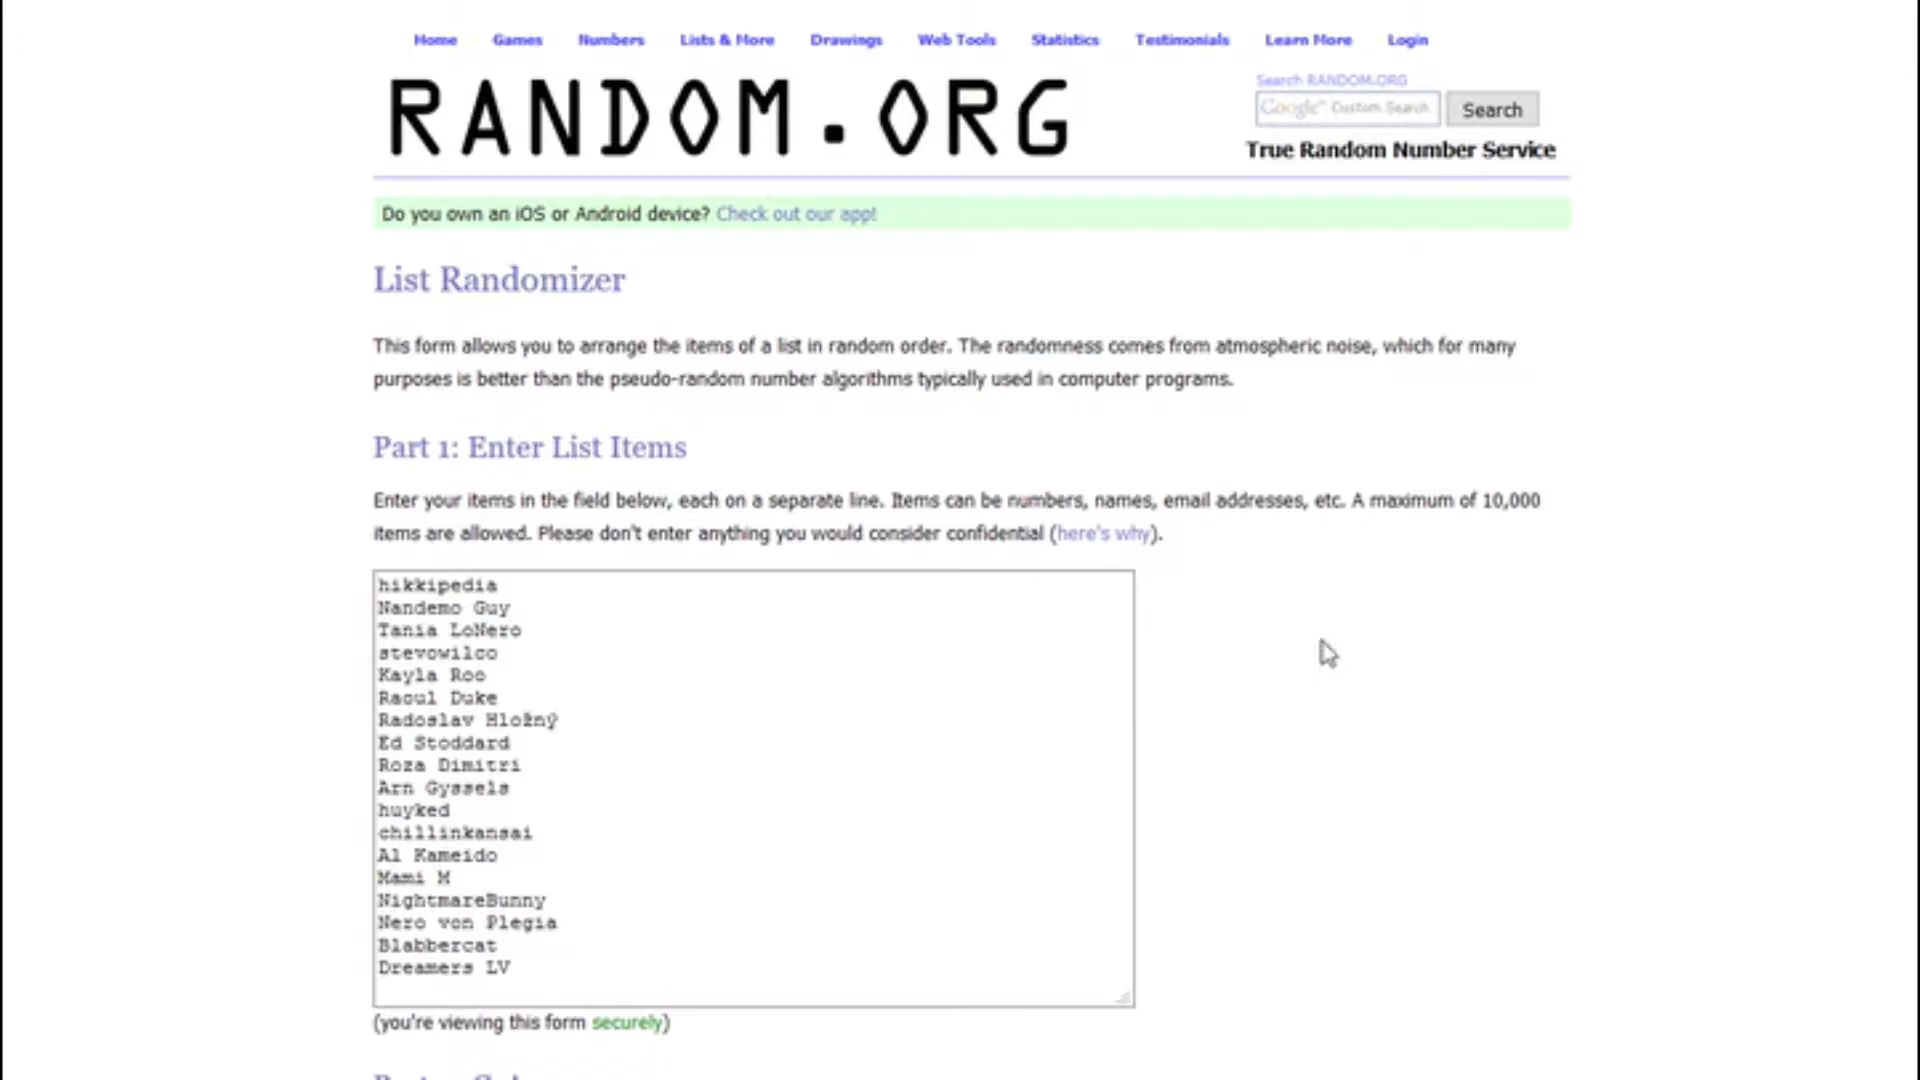 Home Games Numbers Lists & More Drawings Web Tools Statistics Testimonials Learn More Login
RANDOM.ORG
Search RANDOM.ORG
Google™ Custom Search Search
True Random Number Service
Do you own an iOS or Android device? Check out our app!
List Randomizer
This form allows you to arrange the items of a list in random order. The randomness comes from atmospheric noise, which for many
purposes is better than the pseudo-random number algorithms typically used in computer programs.
Part 1: Enter List Items
Enter your items in the field below, each on a separate line. Items can be numbers, names, email addresses, etc. A maximum of 10,000
items are allowed. Please don't enter anything you would consider confidential (here's why).
hikkipedia
Nandemo Guy
Tania LoNero
stevowilco
Kayla Roo
Raoul Duke
Radoslav Hložný
Ed Stoddard
Roza Dimitri
Arn Gyssels
huyked
chillinkansai
Al Kameido
Mami M
NightmareBunny
Nero von Plegia
Blabbercat
Dreamers LV
(you're viewing this form securely)